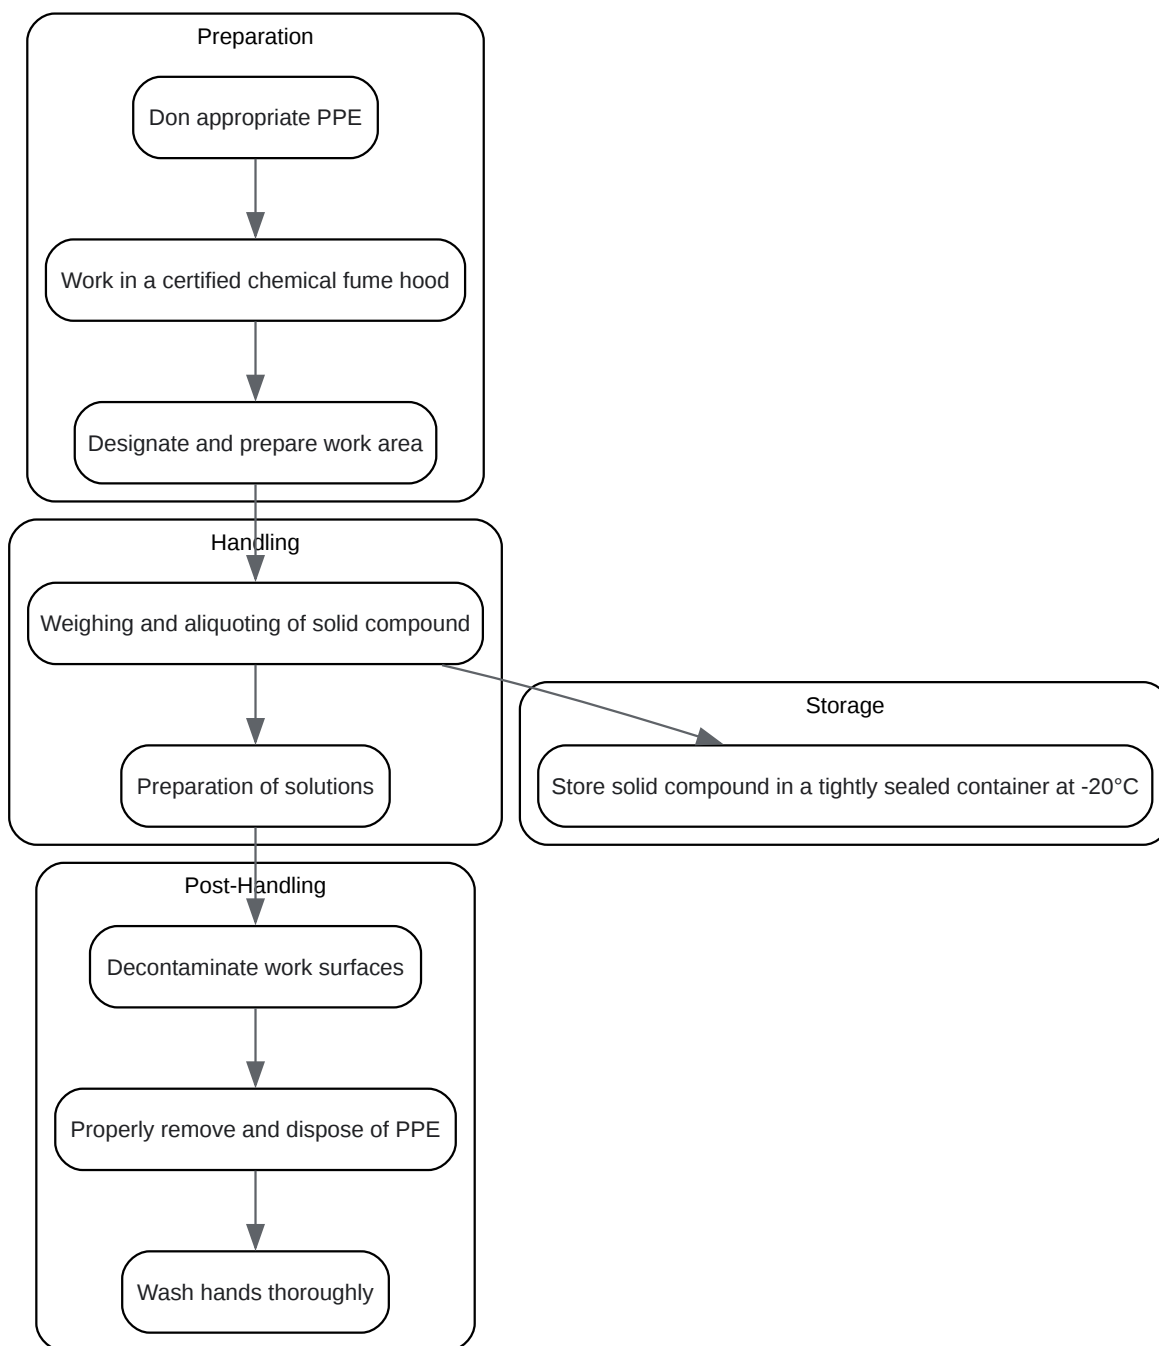 Preparation
Don appropriate PPE
Work in a certified chemical fume hood
Designate and prepare work area
Handling
Weighing and aliquoting of solid compound
Preparation of solutions
Storage
Store solid compound in a tightly sealed container at -20°C
Post-Handling
Decontaminate work surfaces
Properly remove and dispose of PPE
Wash hands thoroughly